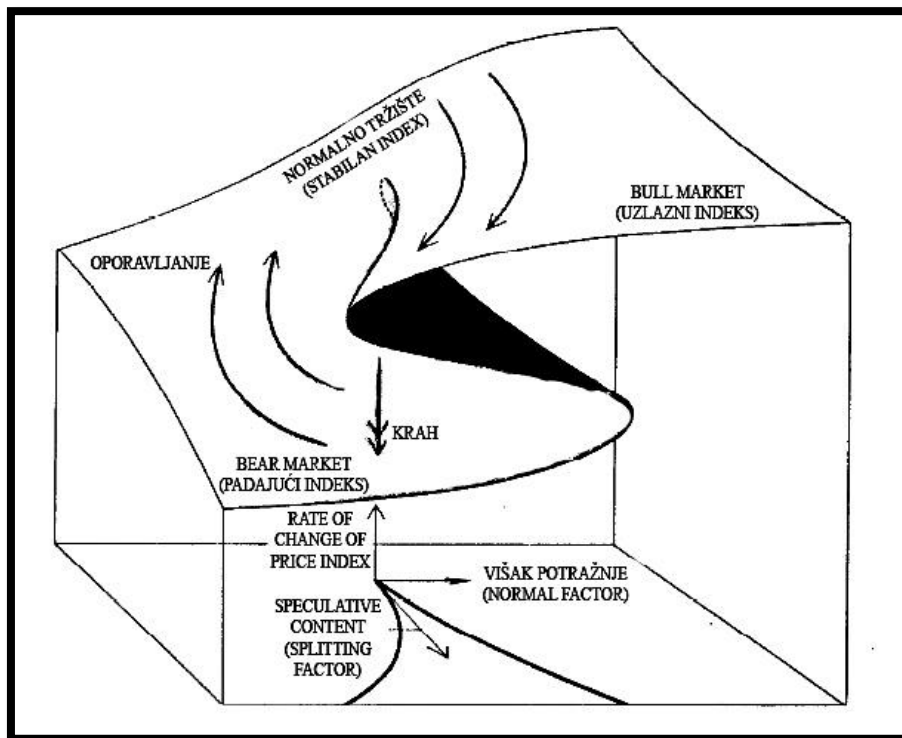 NORMALNO TRŽIŠTE
(STABILAN INDEX)
BULL MARKET
(UZLAZNI INDEKS)
OPORAVLJANJE
KRAH
BEAR MARKET
(PADAJUĆI INDEKS)
RATE OF
CHANGE OF
PRICE INDEX
VIŠAK POTRAŽNJE
(NORMAL FACTOR)
SPECULATIVE
CONTENT
(SPLITTING
FACTOR)